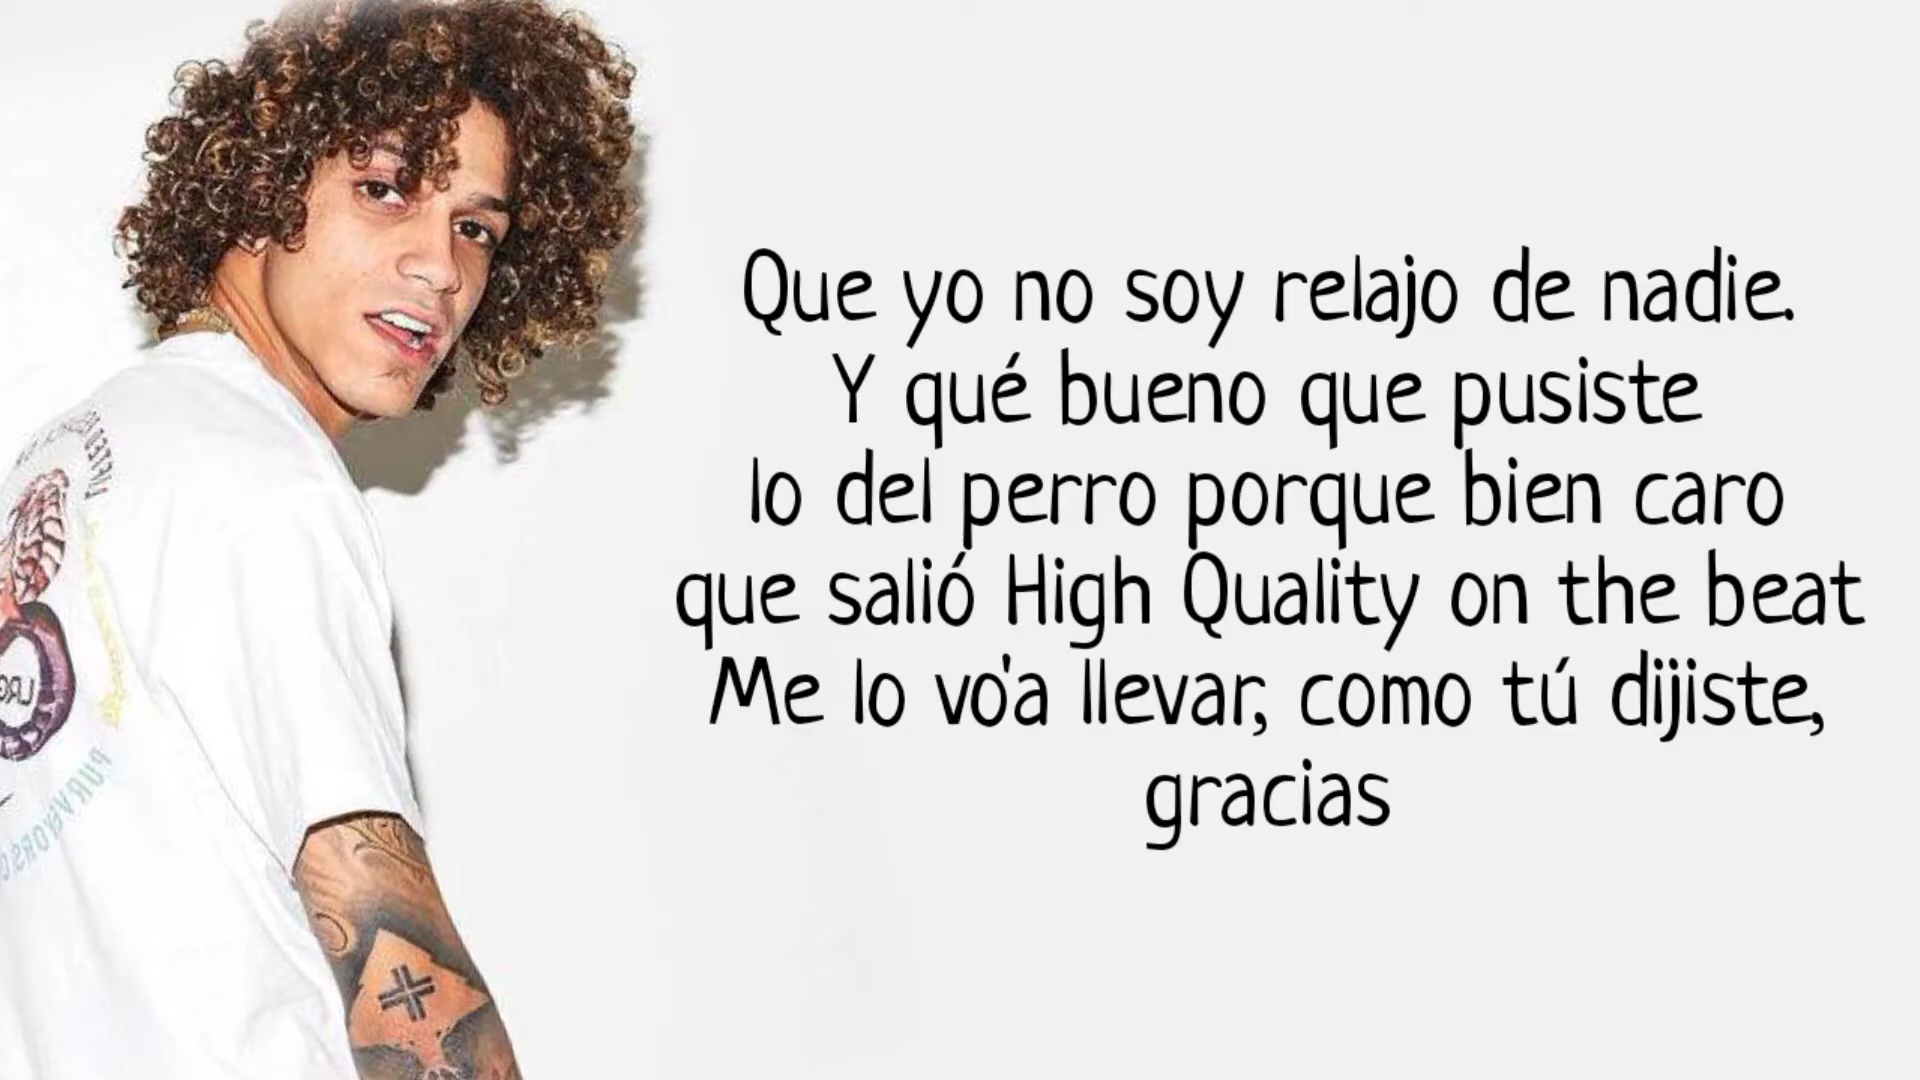 Que yo no soy relajo de nadie.
Y qué bueno que pusiste
lo del perro porque bien caro
que salió High Quality on the beat
Me lo vo'a llevar, como tú dijiste,
gracias